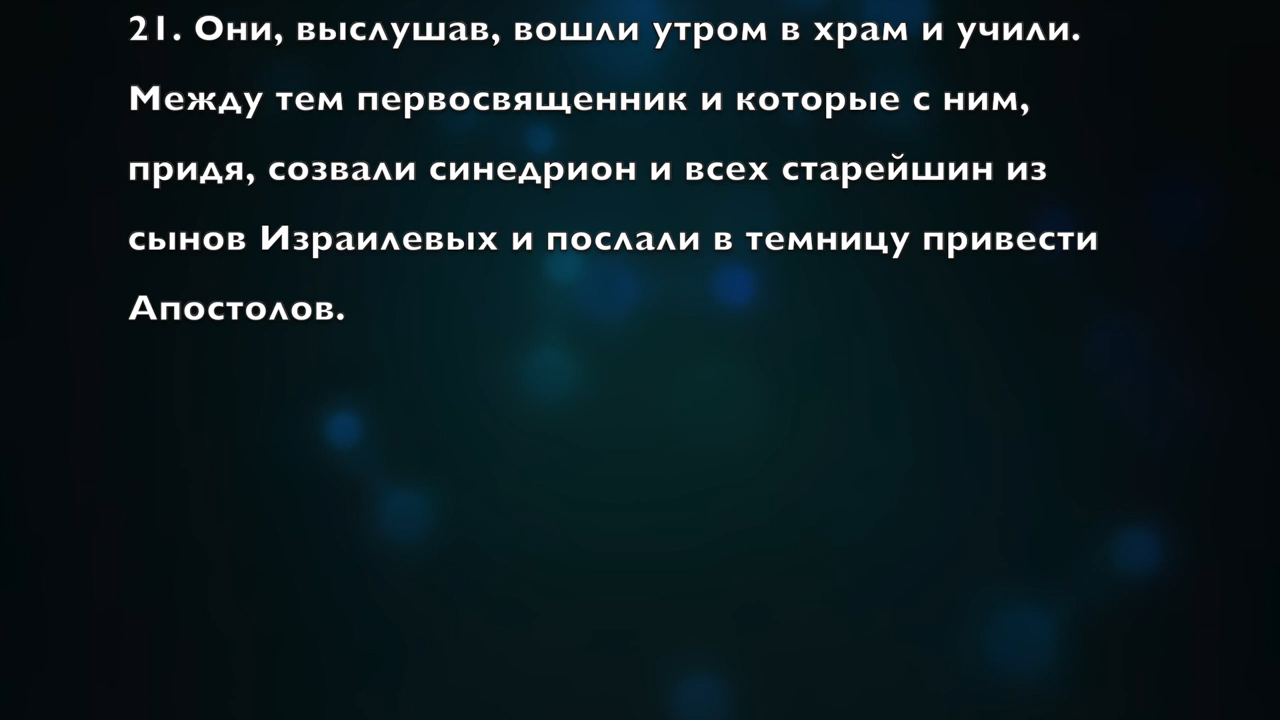 21. Они, выслушав, вошли утром в храм и учили.
Между тем первосвященник и которые с ним,
придя, созвали синедрион и всех старейшин из
сынов Израилевых и послали в темницу привести
Апостолов.